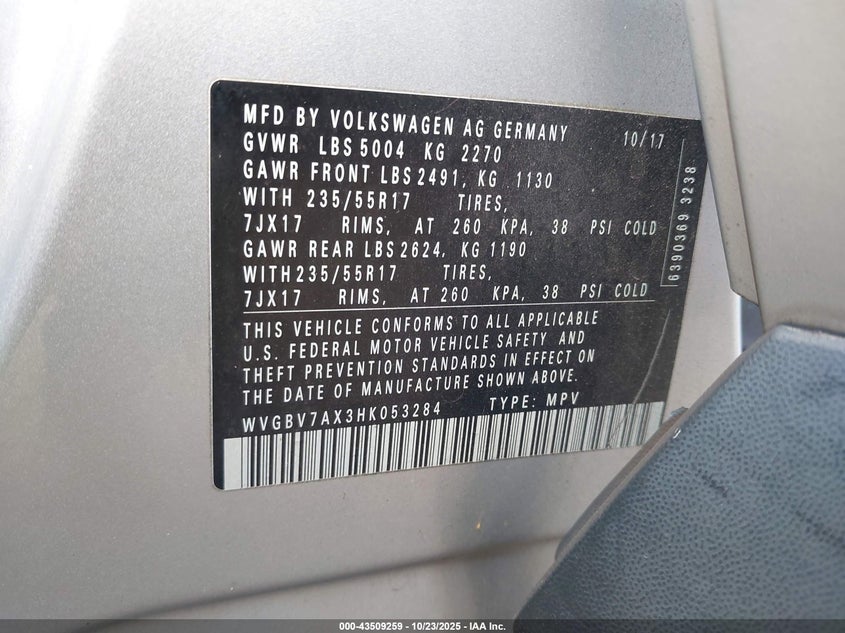 MFD BY VOLKSWAGEN AG GERMANY 10/17
GVWR LBS 5004 KG 2270
GAWR FRONT LBS 2491, KG 1130
WITH 235/55R17 TIRES,
7JX17 RIMS, AT 260 KPA, 38 PSI COLD
GAWR REAR LBS 2624, KG 1190
WITH 235/55R17 TIRES,
7JX17 RIMS, AT 260 KPA, 38 PSI COLD
6390369 3238
THIS VEHICLE CONFORMS TO ALL APPLICABLE
U.S. FEDERAL MOTOR VEHICLE SAFETY AND
THEFT PREVENTION STANDARDS IN EFFECT ON
THE DATE OF MANUFACTURE SHOWN ABOVE.
WVGBV7AX3HK053284 TYPE: MPV
000-43509259 - 10/23/2025 - IAA Inc.